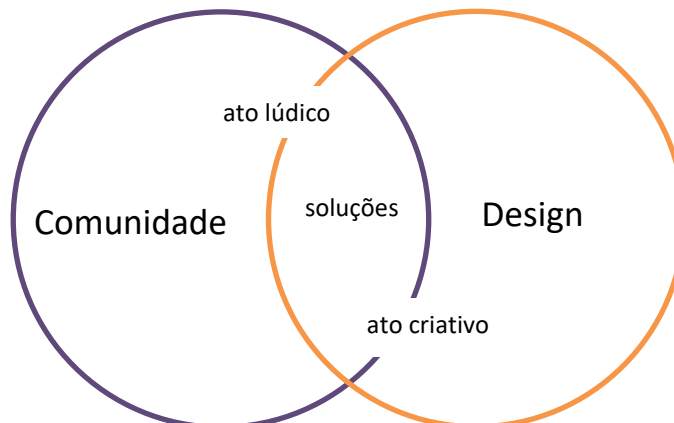 ato lúdico
soluções
Comunidade
Design
ato criativo